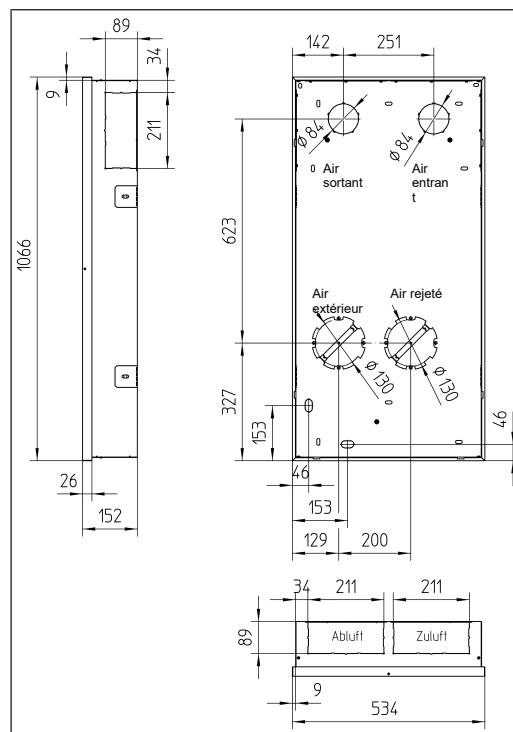 89
34
142
251
9
211
Ø 84
Ø 84
Air
sortant
Air
entran
t
1066
623
Air
extérieur
Air rejeté
Ø 130
Ø 130
327
153
46
46
153
26
152
129
200
34
211
211
89
Abluft
Zuluft
9
534